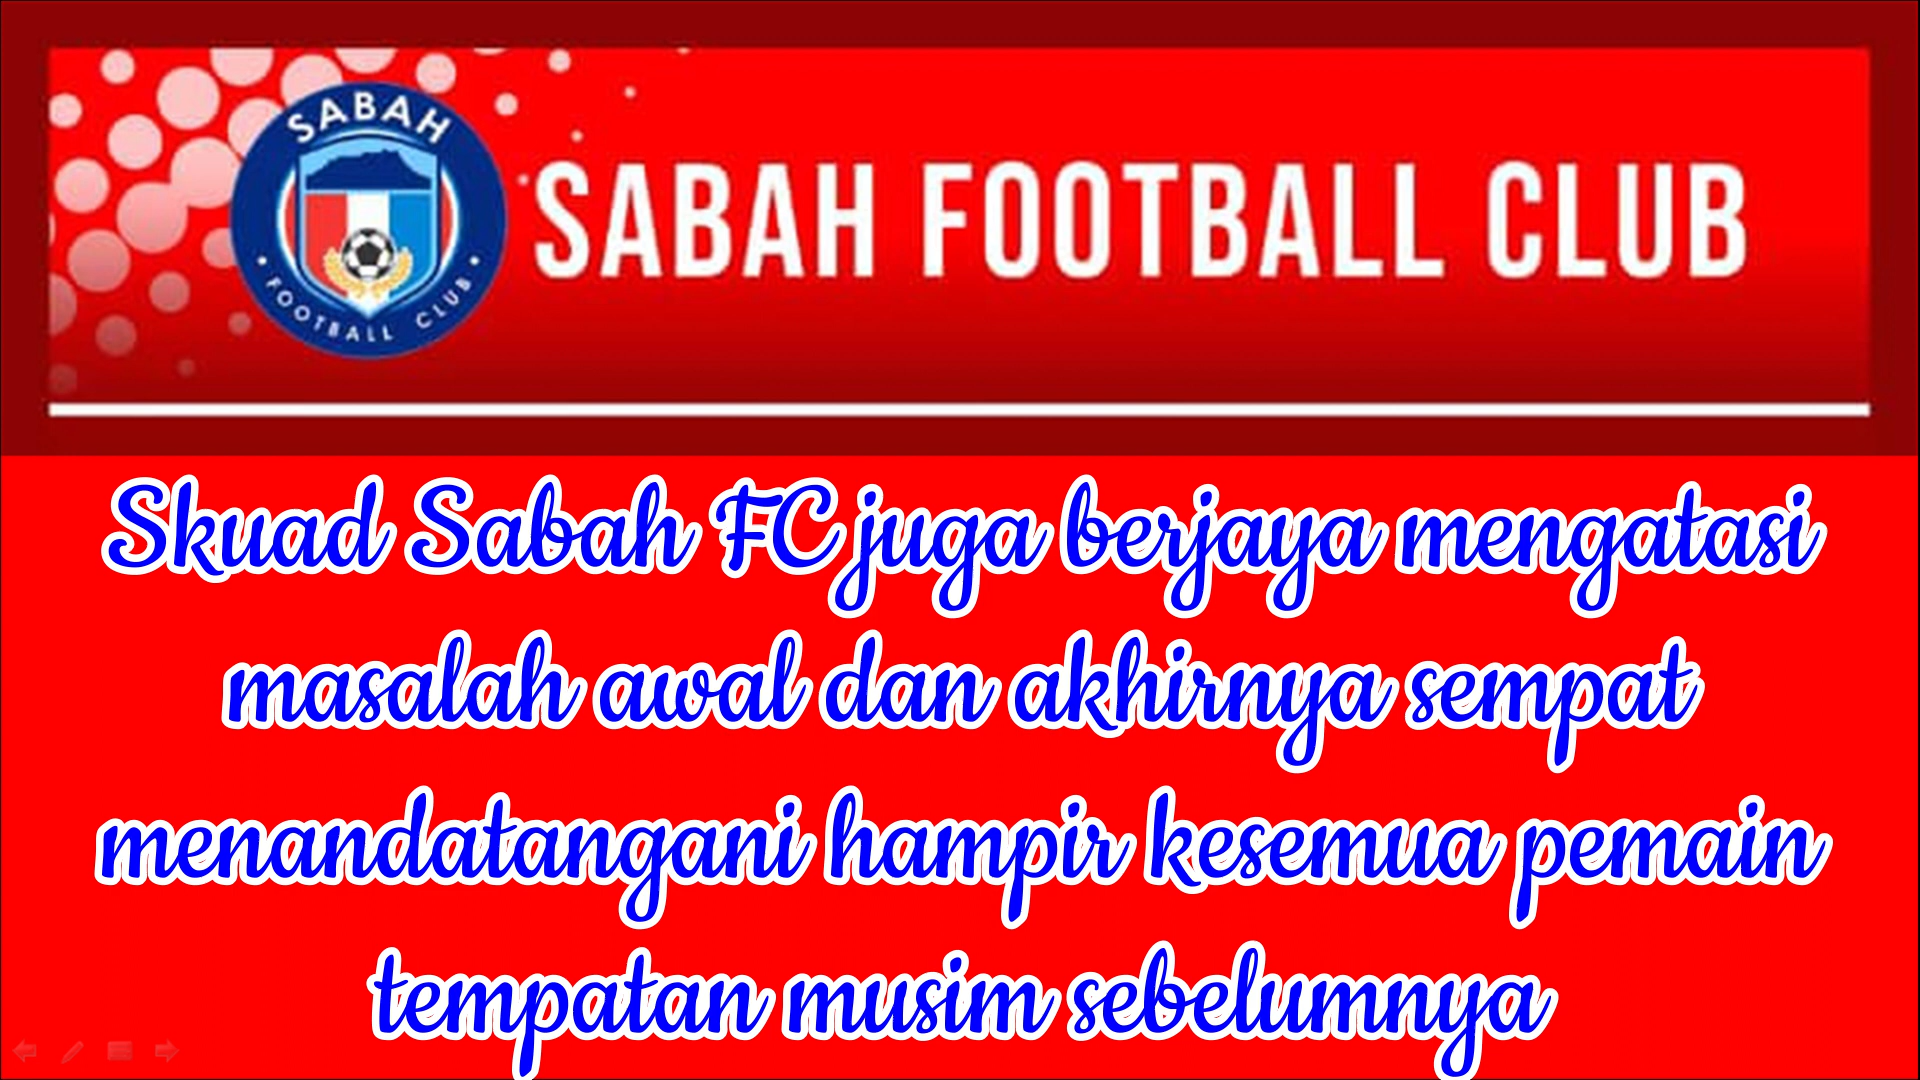 SABAH
FOOTBALL CLUB
SABAH FOOTBALL CLUB
Skuad Sabah FC juga berjaya mengatasi
masalah awal dan akhirnya sempat
menandatangani hampir kesemua pemain
tempatan musim sebelumnya